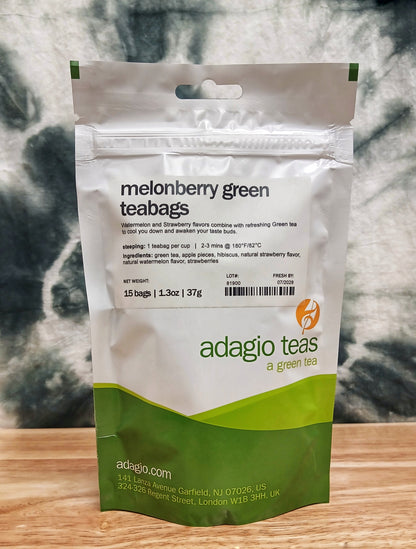 melonberry green
teabags
Watermelon and Strawberry flavors combine with refreshing Green tea
to cool you down and awaken your taste buds.
steeping: 1 teabag per cup | 2-3 mins @ 180°F/82°C
Ingredients: green tea, apple pieces, hibiscus, natural strawberry flavor,
natural watermelon flavor, strawberries
NET WEIGHT: LOT#: FRESH BY:
15 bags | 1.3oz | 37g 81900 07/2026
adagio teas
a green tea
adagio.com
141 Lanza Avenue Garfield, NJ 07026, US
324-326 Regent Street, London W1B 3HH, UK